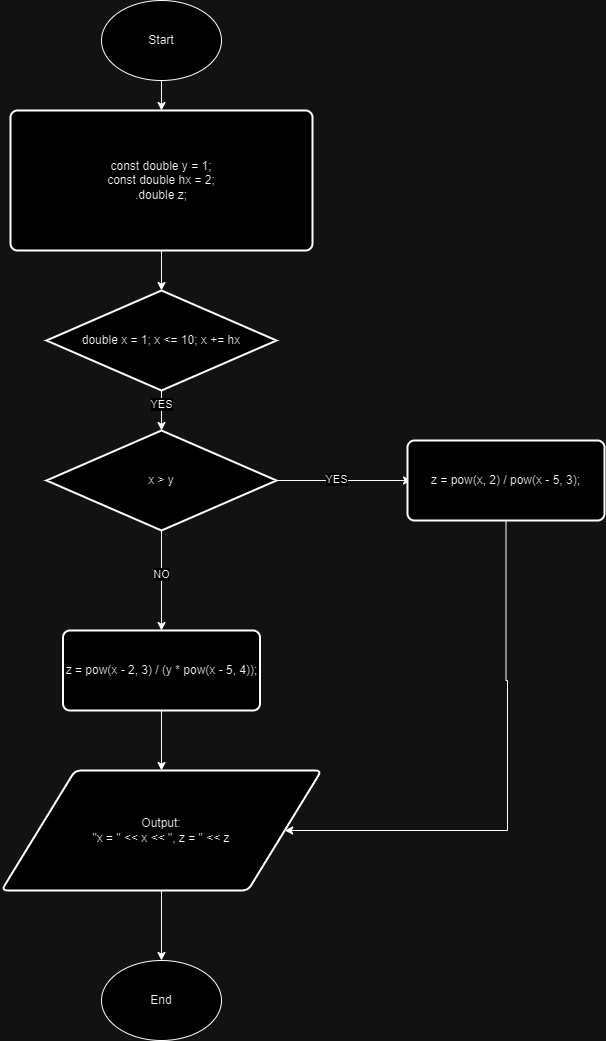 Start
const double y = 1;
const double hx = 2;
.double z;
double x = 1; x <= 10; x += hx
YES
x > y
YES
z = pow(x, 2) / pow(x - 5, 3);
NO
z = pow(x - 2, 3) / (y * pow(x - 5, 4));
Output:
"x = " << x << ", z = " << z
End